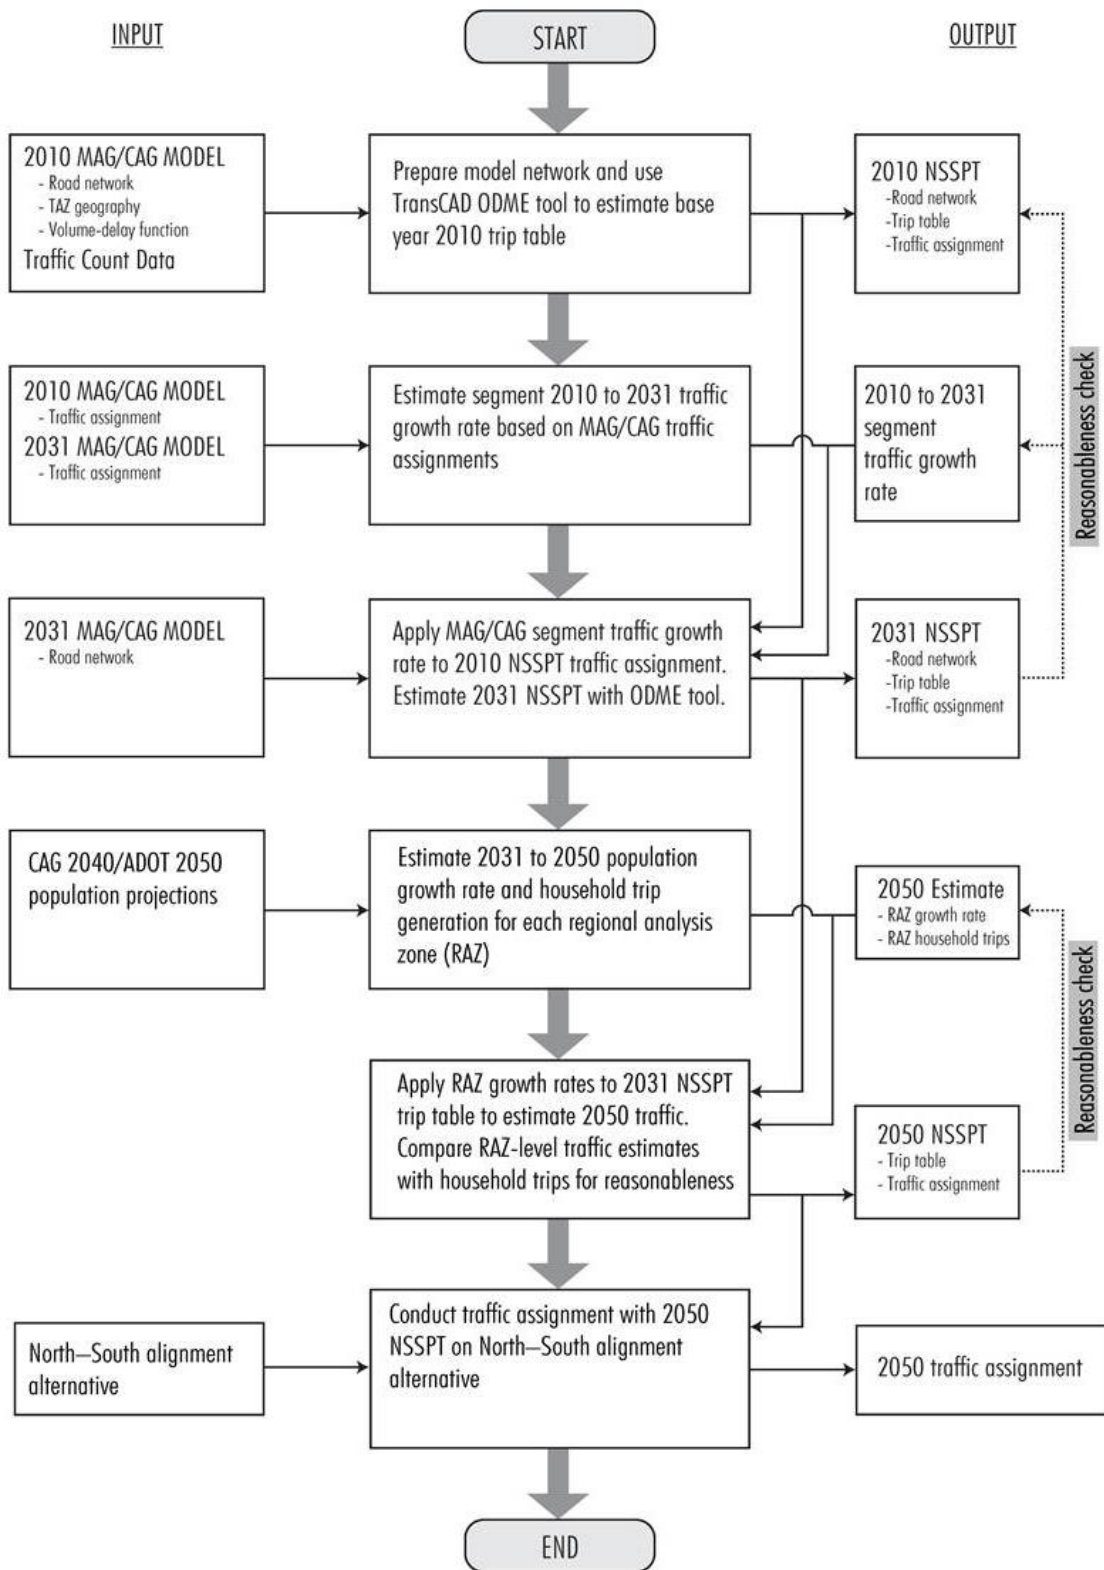 INPUT
START
OUTPUT
2010 MAG/CAG MODEL
- Road network
- TAZ geography
- Volume-delay function
Traffic Count Data
Prepare model network and use
TransCAD ODME tool to estimate base
year 2010 trip table
2010 NSSPT
-Road network
-Trip table
-Traffic assignment
2010 MAG/CAG MODEL
- Traffic assignment
2031 MAG/CAG MODEL
- Traffic assignment
Estimate segment 2010 to 2031 traffic
growth rate based on MAG/CAG traffic
assignments
2010 to 2031
segment
traffic growth
rate
Reasonableness check
2031 MAG/CAG MODEL
- Road network
Apply MAG/CAG segment traffic growth
rate to 2010 NSSPT traffic assignment.
Estimate 2031 NSSPT with ODME tool.
2031 NSSPT
-Road network
-Trip table
-Traffic assignment
CAG 2040/ADOT 2050
population projections
Estimate 2031 to 2050 population
growth rate and household trip
generation for each regional analysis
zone (RAZ)
2050 Estimate
- RAZ growth rate
- RAZ household trips
Reasonableness check
Apply RAZ growth rates to 2031 NSSPT
trip table to estimate 2050 traffic.
Compare RAZ-level traffic estimates
with household trips for reasonableness
2050 NSSPT
- Trip table
- Traffic assignment
North–South alignment
alternative
Conduct traffic assignment with 2050
NSSPT on North–South alignment
alternative
2050 traffic assignment
END